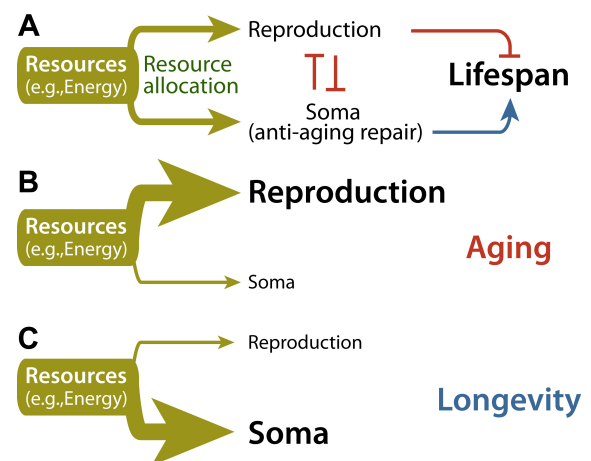 A
Reproduction
Resources
(e.g.,Energy)
Resource
allocation
Lifespan
Soma
(anti-aging repair)
B
Reproduction
Resources
(e.g.,Energy)
Aging
Soma
C
Reproduction
Resources
(e.g.,Energy)
Longevity
Soma